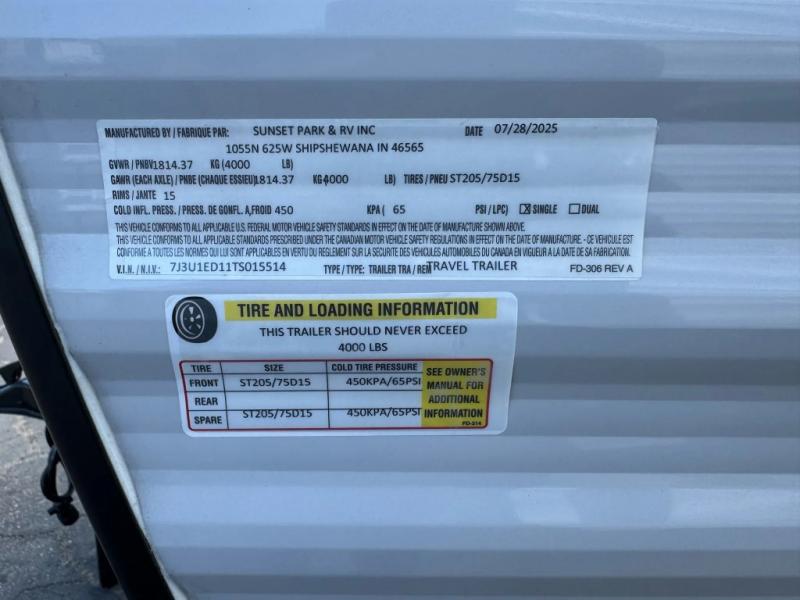 MANUFACTURED BY / FABRIQUE PAR: SUNSET PARK & RV INC DATE 07/28/2025
1055N 625W SHIPSHEWANA IN 46565
GVWR / PNBV 1814.37 KG (4000 LB)
GAWR (EACH AXLE) / PNBE (CHAQUE ESSIEU) 1814.37 KG 4000 LB) TIRES / PNEU ST205/75D15
RIMS / JANTE 15
COLD INFL. PRESS. / PRESS. DE GONFL. A,FROID 450 KPA ( 65 PSI / LPC) ☒ SINGLE ☐ DUAL
THIS VEHICLE CONFORMS TO ALL APPLICABLE U.S. FEDERAL MOTOR VEHICLE SAFETY STANDARDS IN EFFECT ON THE DATE OF MANUFACTURE SHOWN ABOVE.
THIS VEHICLE CONFORMS TO ALL APPLICABLE STANDARDS PRESCRIBED UNDER THE CANADIAN MOTOR VEHICLE SAFETY REGULATIONS IN EFFECT ON THE DATE OF MANUFACTURE - CE VEHICULE EST
CONFORME A TOUTES LES NORMES QUI LUI SONT APPLICABLES EN VERTU DU REGLEMENT SUR LA SECURITE DES VEHICULES AUTOMOBILES DU CANADA EN VIGUEUR A LA DATE DE SA FABRICATION.
V.I.N. / N.I.V.: 7J3U1ED11TS015514 TYPE / TYPE: TRAILER TRA / REM TRAVEL TRAILER FD-306 REV A
TIRE AND LOADING INFORMATION
THIS TRAILER SHOULD NEVER EXCEED
4000 LBS
TIRE SIZE COLD TIRE PRESSURE
FRONT ST205/75D15 450KPA/65PSI
REAR
SPARE ST205/75D15 450KPA/65PSI
SEE OWNER'S
MANUAL FOR
ADDITIONAL
INFORMATION
FD-314